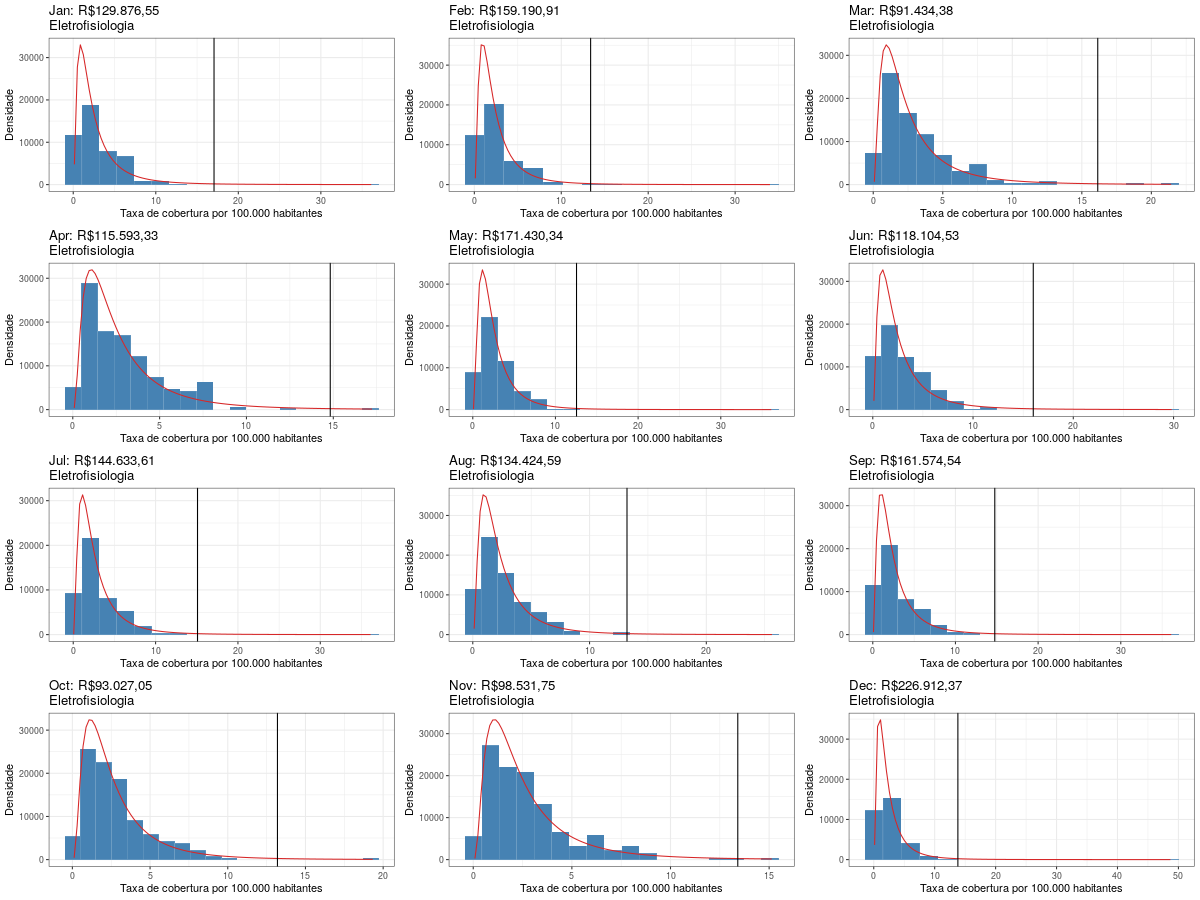 Jan: R$129.876,55
Eletrofisiologia
Densidade
30000
20000
10000
0
0 10 20 30
Taxa de cobertura por 100.000 habitantes
Feb: R$159.190,91
Eletrofisiologia
Densidade
30000
20000
10000
0
0 10 20 30
Taxa de cobertura por 100.000 habitantes
Mar: R$91.434,38
Eletrofisiologia
Densidade
30000
20000
10000
0
0 5 10 15 20
Taxa de cobertura por 100.000 habitantes
Apr: R$115.593,33
Eletrofisiologia
Densidade
30000
20000
10000
0
0 5 10 15
Taxa de cobertura por 100.000 habitantes
May: R$171.430,34
Eletrofisiologia
Densidade
30000
20000
10000
0
0 10 20 30
Taxa de cobertura por 100.000 habitantes
Jun: R$118.104,53
Eletrofisiologia
Densidade
30000
20000
10000
0
0 10 20 30
Taxa de cobertura por 100.000 habitantes
Jul: R$144.633,61
Eletrofisiologia
Densidade
30000
20000
10000
0
0 10 20 30
Taxa de cobertura por 100.000 habitantes
Aug: R$134.424,59
Eletrofisiologia
Densidade
30000
20000
10000
0
0 10 20
Taxa de cobertura por 100.000 habitantes
Sep: R$161.574,54
Eletrofisiologia
Densidade
30000
20000
10000
0
0 10 20 30
Taxa de cobertura por 100.000 habitantes
Oct: R$93.027,05
Eletrofisiologia
Densidade
30000
20000
10000
0
0 5 10 15 20
Taxa de cobertura por 100.000 habitantes
Nov: R$98.531,75
Eletrofisiologia
Densidade
30000
20000
10000
0
0 5 10 15
Taxa de cobertura por 100.000 habitantes
Dec: R$226.912,37
Eletrofisiologia
Densidade
30000
20000
10000
0
0 10 20 30 40 50
Taxa de cobertura por 100.000 habitantes